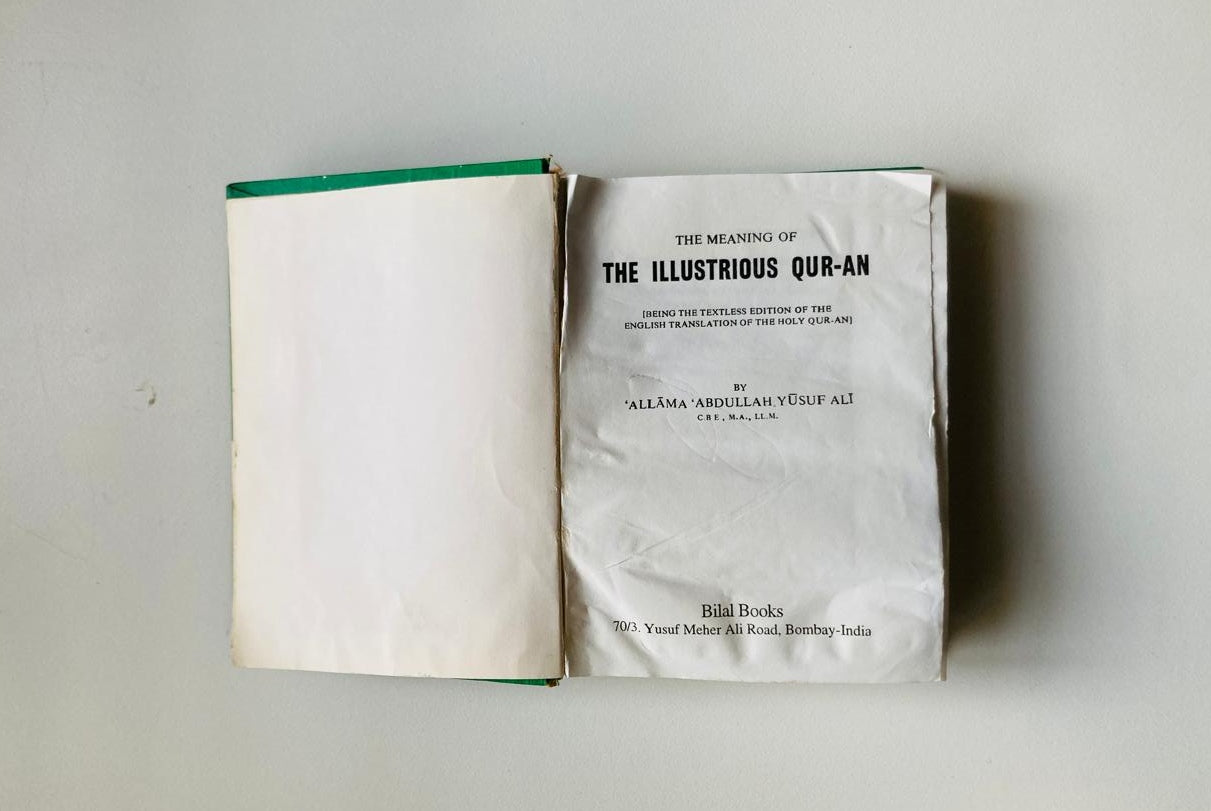 THE MEANING OF
THE ILLUSTRIOUS QUR-AN
[BEING THE TEXTLESS EDITION OF THE
ENGLISH TRANSLATION OF THE HOLY QUR-AN]
BY
‘ALLĀMA ‘ABDULLAH YŪSUF ALĪ
C.B E , M.A., LL.M.
Bilal Books
70/3. Yusuf Meher Ali Road, Bombay-India